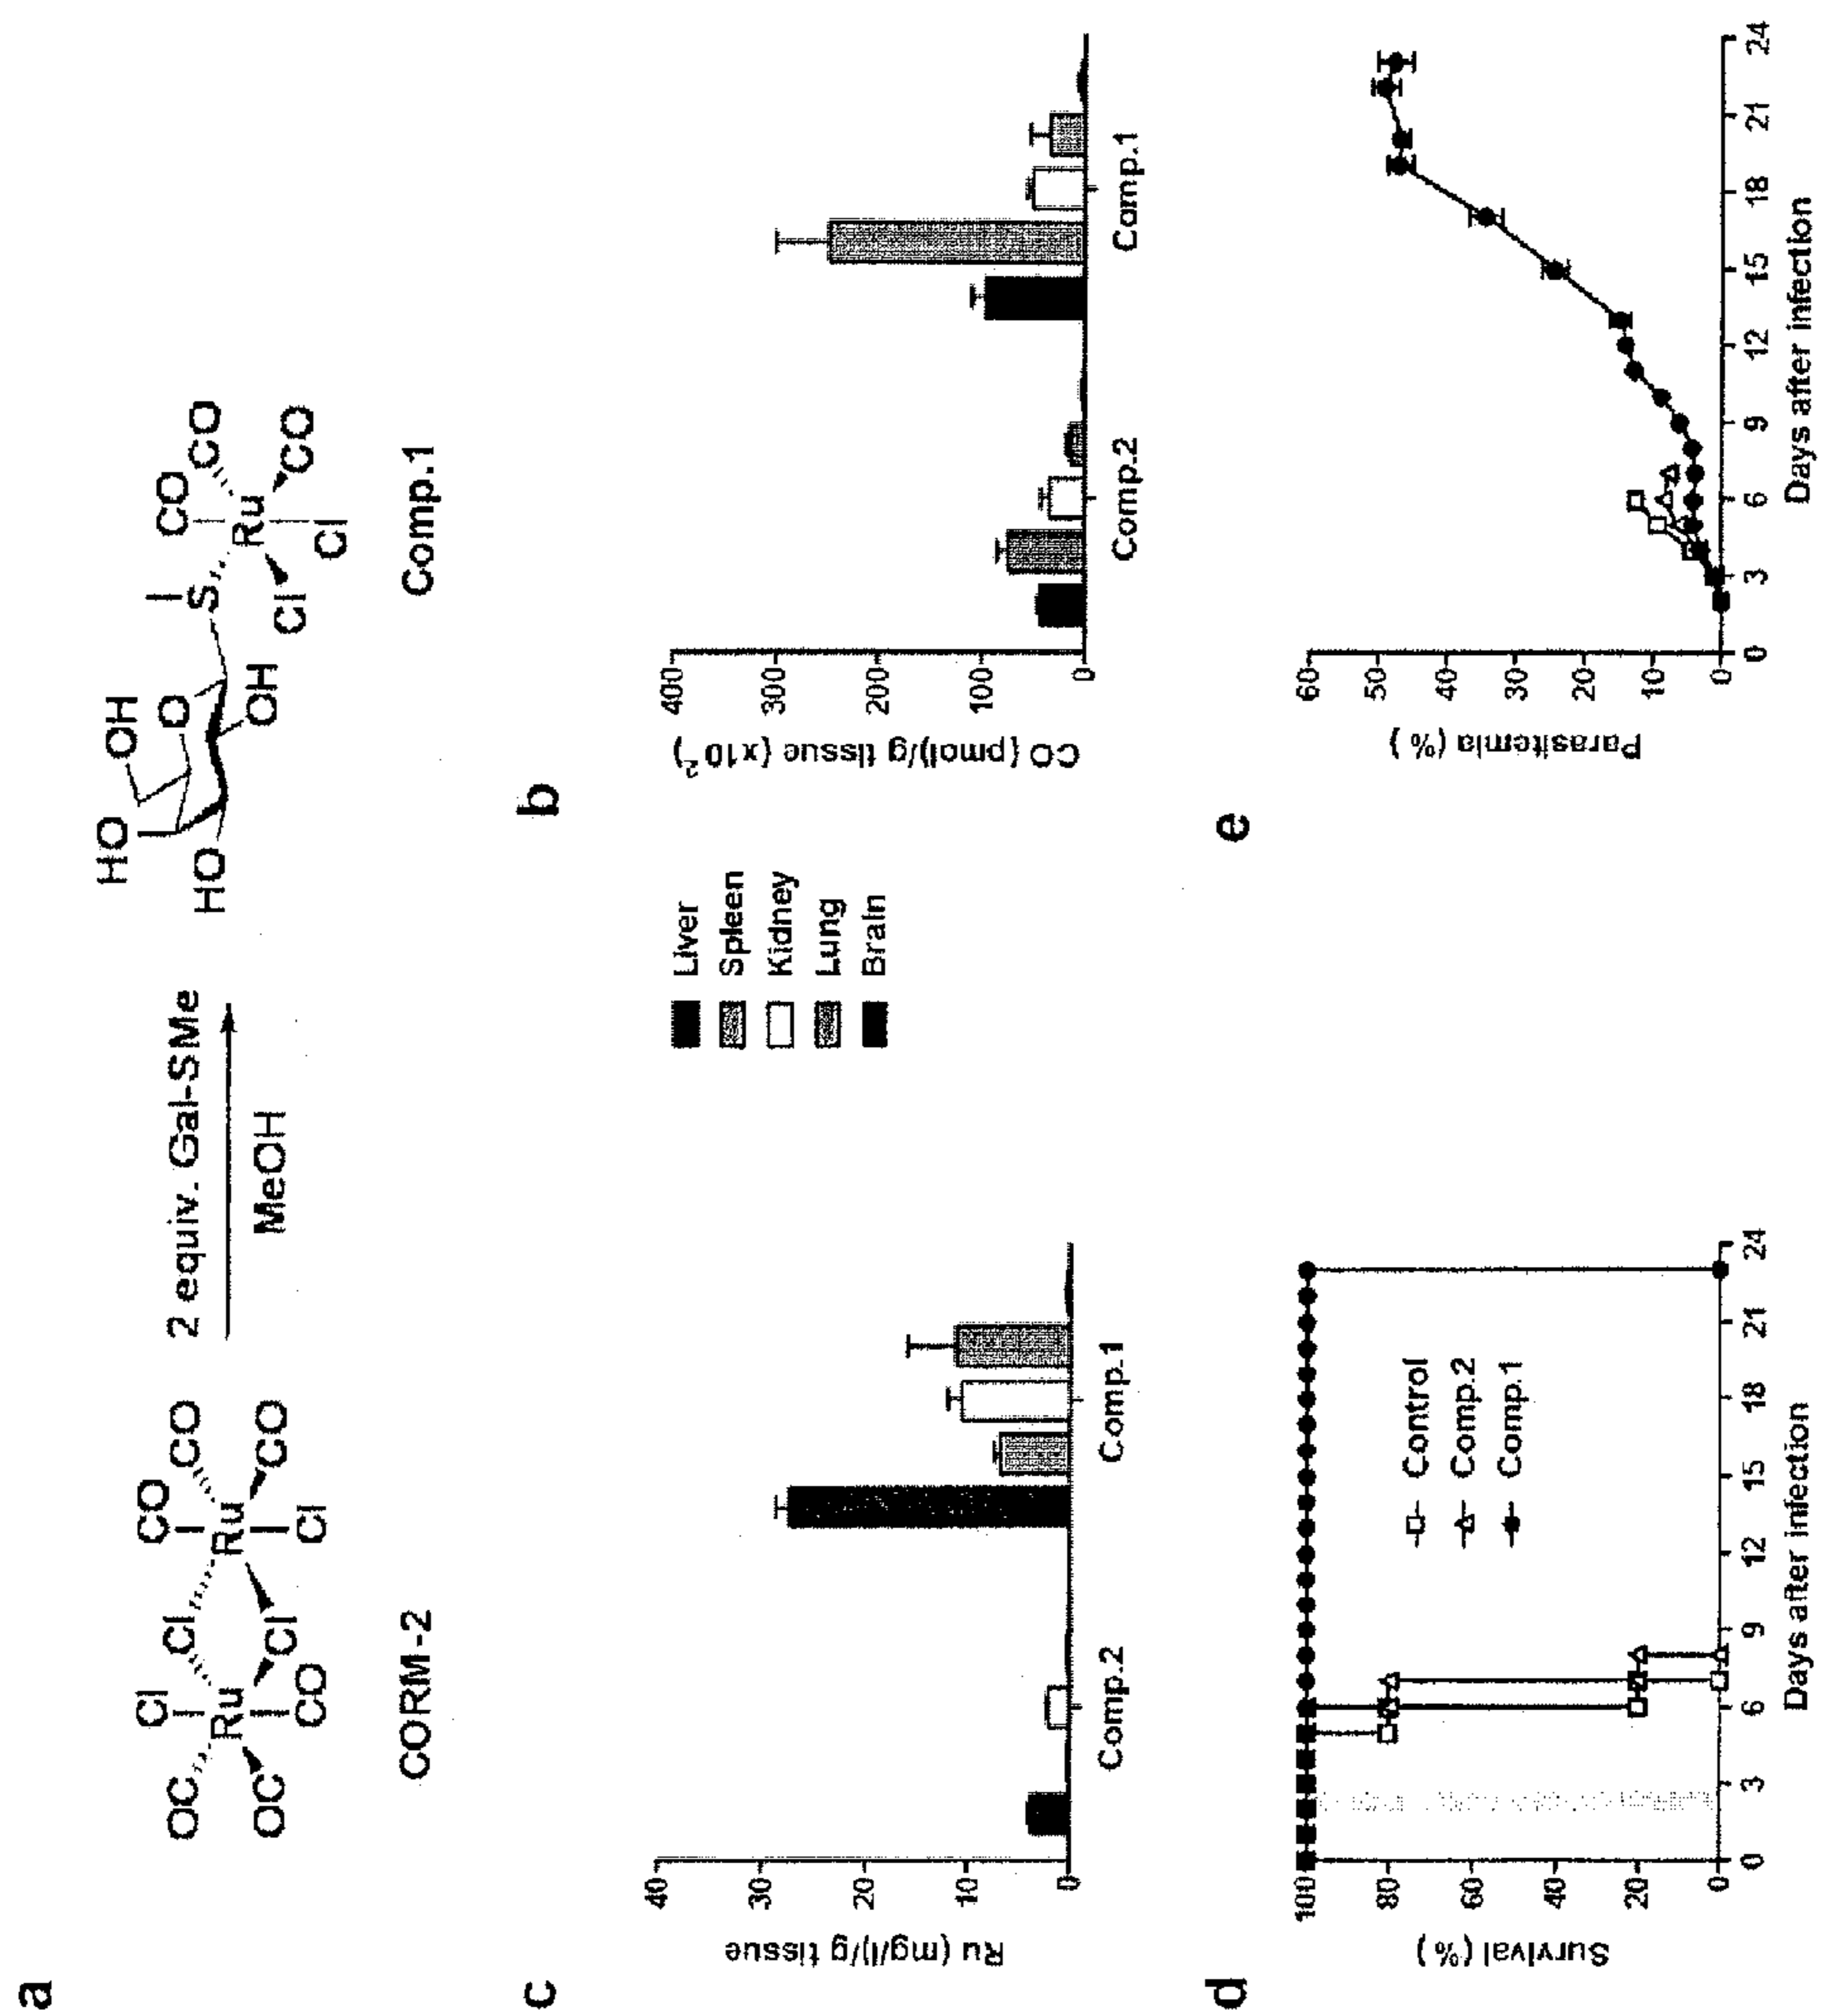 a
CORM-2
OC
OC
Cl
Ru
CO
Cl
Cl
CO
Ru
Cl
CO
CO
2 equiv. Gal-SMe
MeOH
HO
OH
HO
O
OH
S
Cl
Ru
Cl
CO
CO
CO
Comp.1
c
Ru (mg/l)/g tissue
40
30
20
10
0
Comp.2
Comp.1
Liver
Spleen
Kidney
Lung
Brain
b
CO (pmol)/g tissue (x10⁻²)
400
300
200
100
0
Comp.2
Comp.1
d
Survival (%)
100
80
60
40
20
0
0 3 6 9 12 15 18 21 24
Days after infection
Control
Comp.2
Comp.1
e
Parasitemia (%)
60
50
40
30
20
10
0
0 3 6 9 12 15 18 21 24
Days after infection